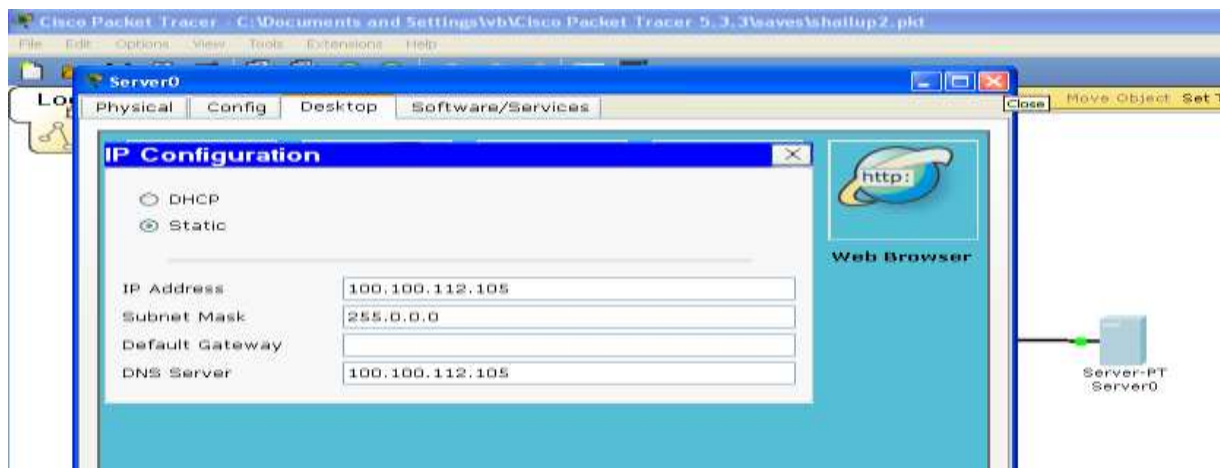 Cisco Packet Tracer - C:\Documents and Settings\vb\Cisco Packet Tracer 5.3.3\saves\shallup2.pkt
File Edit Options View Tools Extensions Help
Server0
Physical Config Desktop Software/Services
Close Move Object Set T
Lo
IP Configuration
http:
DHCP
Static
Web Browser
IP Address 100.100.112.105
Subnet Mask 255.0.0.0
Default Gateway
DNS Server 100.100.112.105
Server-PT
Server0